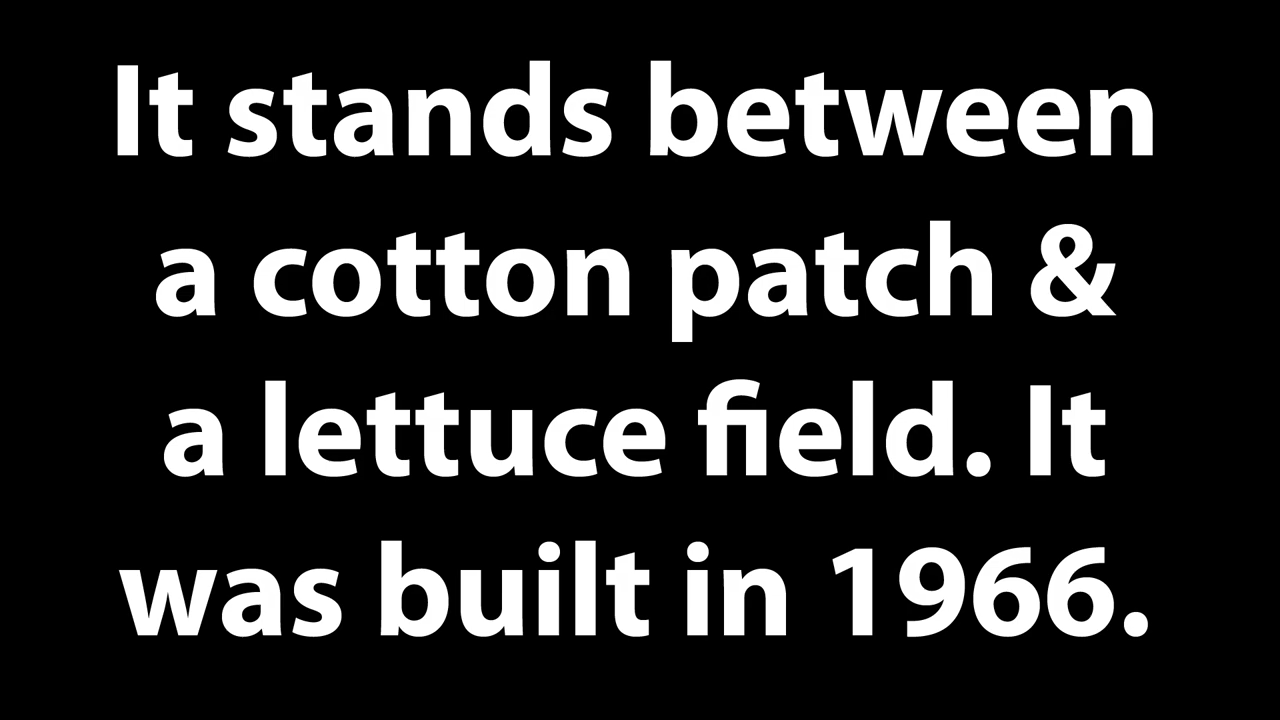 It stands between
a cotton patch &
a lettuce field. It
was built in 1966.